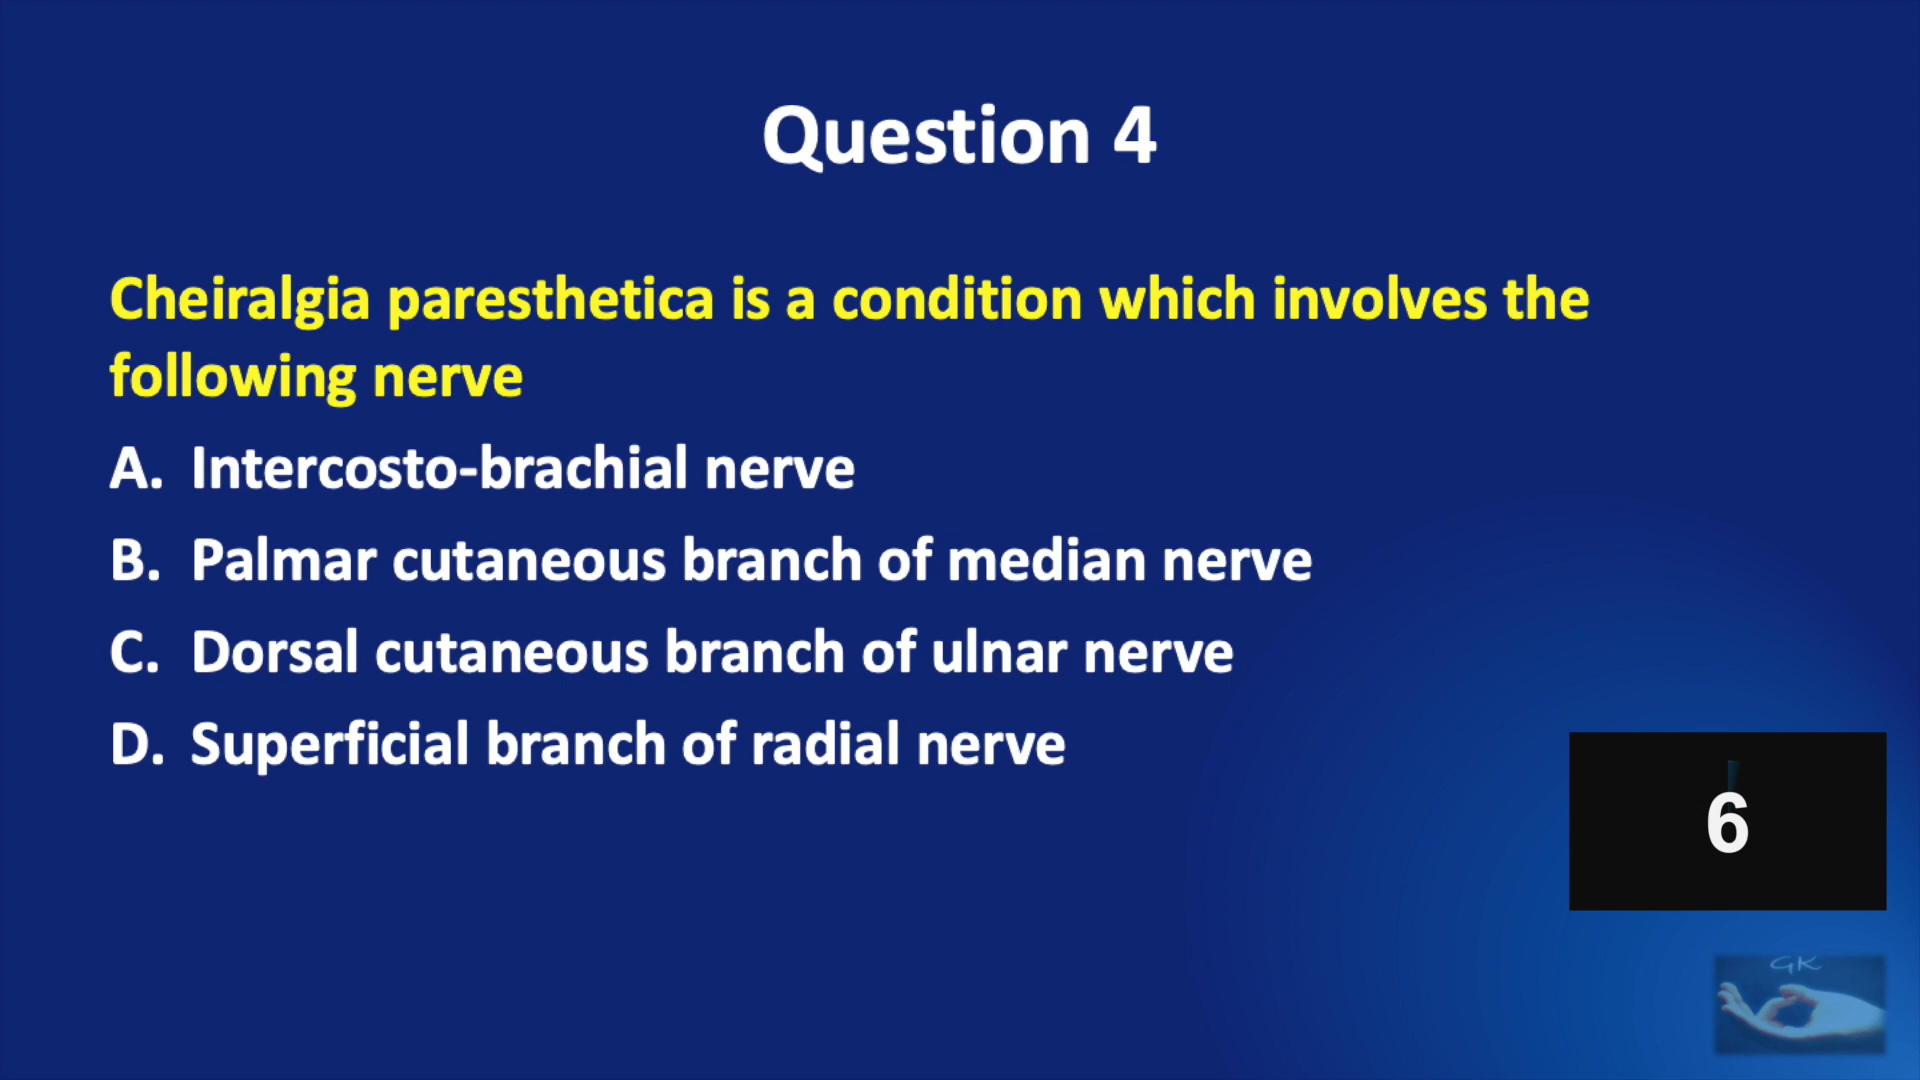 Question 4
Cheiralgia paresthetica is a condition which involves the
following nerve
A. Intercosto-brachial nerve
B. Palmar cutaneous branch of median nerve
C. Dorsal cutaneous branch of ulnar nerve
D. Superficial branch of radial nerve
6
GK